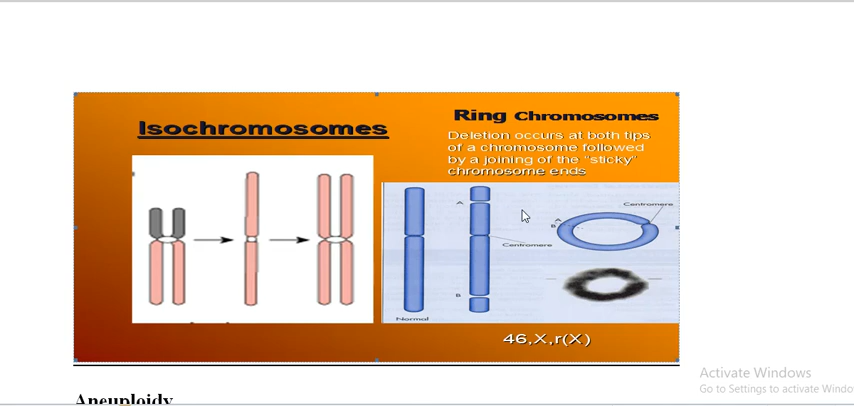 Isochromosomes
Ring Chromosomes
Deletion occurs at both tips
of a chromosome followed
by a joining of the "sticky"
chromosome ends
A
Centromere
B
Normal
Centromere
A
B
46,X,r(X)
Activate Windows
Go to Settings to activate Windo
Aneuploidy